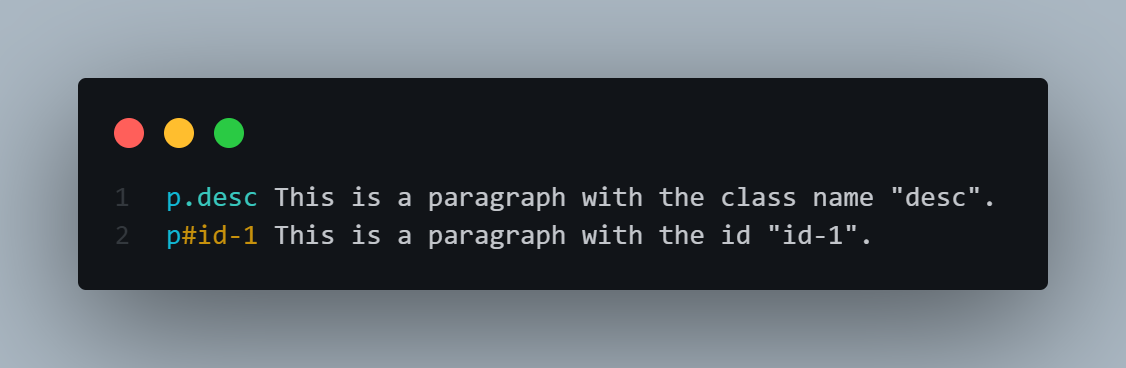 1 p.desc This is a paragraph with the class name "desc".
2 p#id-1 This is a paragraph with the id "id-1".